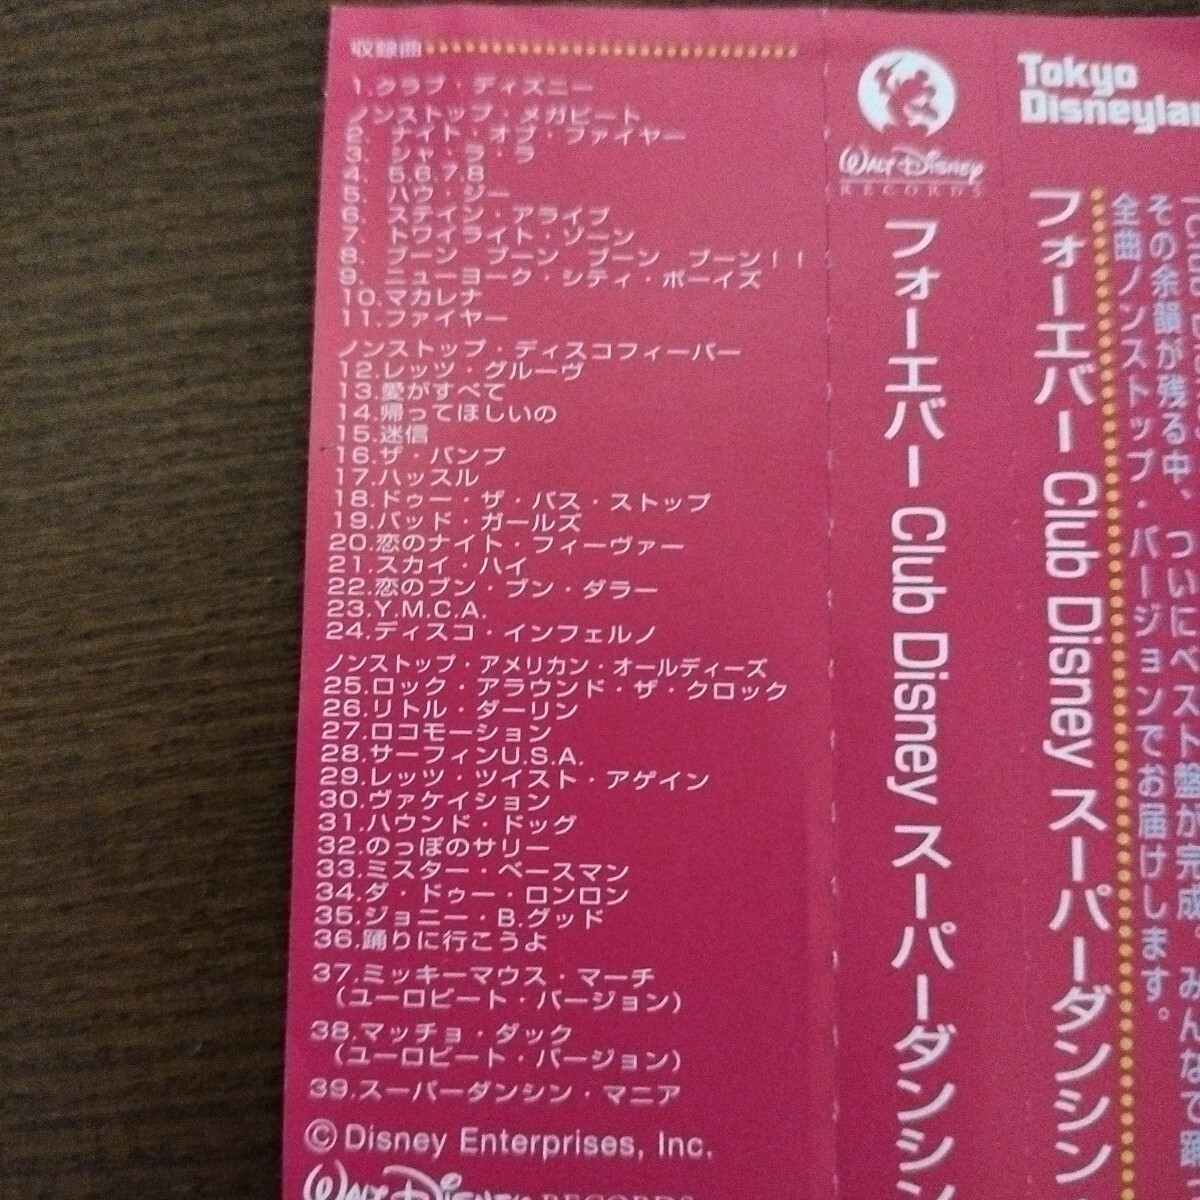 収録曲
1.クラブ・ディズニー
ノンストップ・メガビート
2、 ナイト・オブ・ファイヤー
3、 シャ・ラ・ラ
4、 5.6.7.8
5、 ハウ・ジー
6、 ステイン・アライブ
7、 トワイライト・ゾーン
8、 ブーン ブーン ブーン ブーン！！
9、 ニューヨーク・シティ・ボーイズ
10.マカレナ
11.ファイヤー
ノンストップ・ディスコフィーバー
12.レッツ・グルーヴ
13.愛がすべて
14.帰ってほしいの
15.迷信
16.ザ・バンプ
17.ハッスル
18.ドゥー・ザ・バス・ストップ
19.バッド・ガールズ
20.恋のナイト・フィーヴァー
21.スカイ・ハイ
22.恋のブン・ブン・ダラー
23.Y.M.C.A.
24.ディスコ・インフェルノ
ノンストップ・アメリカン・オールディーズ
25.ロック・アラウンド・ザ・クロック
26.リトル・ダーリン
27.ロコモーション
28.サーフィンU.S.A.
29.レッツ・ツイスト・アゲイン
30.ヴァケイション
31.ハウンド・ドッグ
32.のっぽのサリー
33.ミスター・ベースマン
34.ダ・ドゥー・ロンロン
35.ジョニー・B.グッド
36.踊りに行こうよ
37.ミッキーマウス・マーチ
（ユーロビート・バージョン）
38.マッチョ・ダック
（ユーロビート・バージョン）
39.スーパーダンシン・マニア
©Disney Enterprises, Inc.
WALT DISNEY RECORDS
WALT DISNEY
RECORDS
フォーエバー Club Disney スーパーダンシン
Tokyo
Disneylan
フォーエバー Club Disney スーパーダンシン
その余韻が残る中、ついにベスト盤が完成。みんなで踊
全曲ノンストップ・バージョンでお届けします。